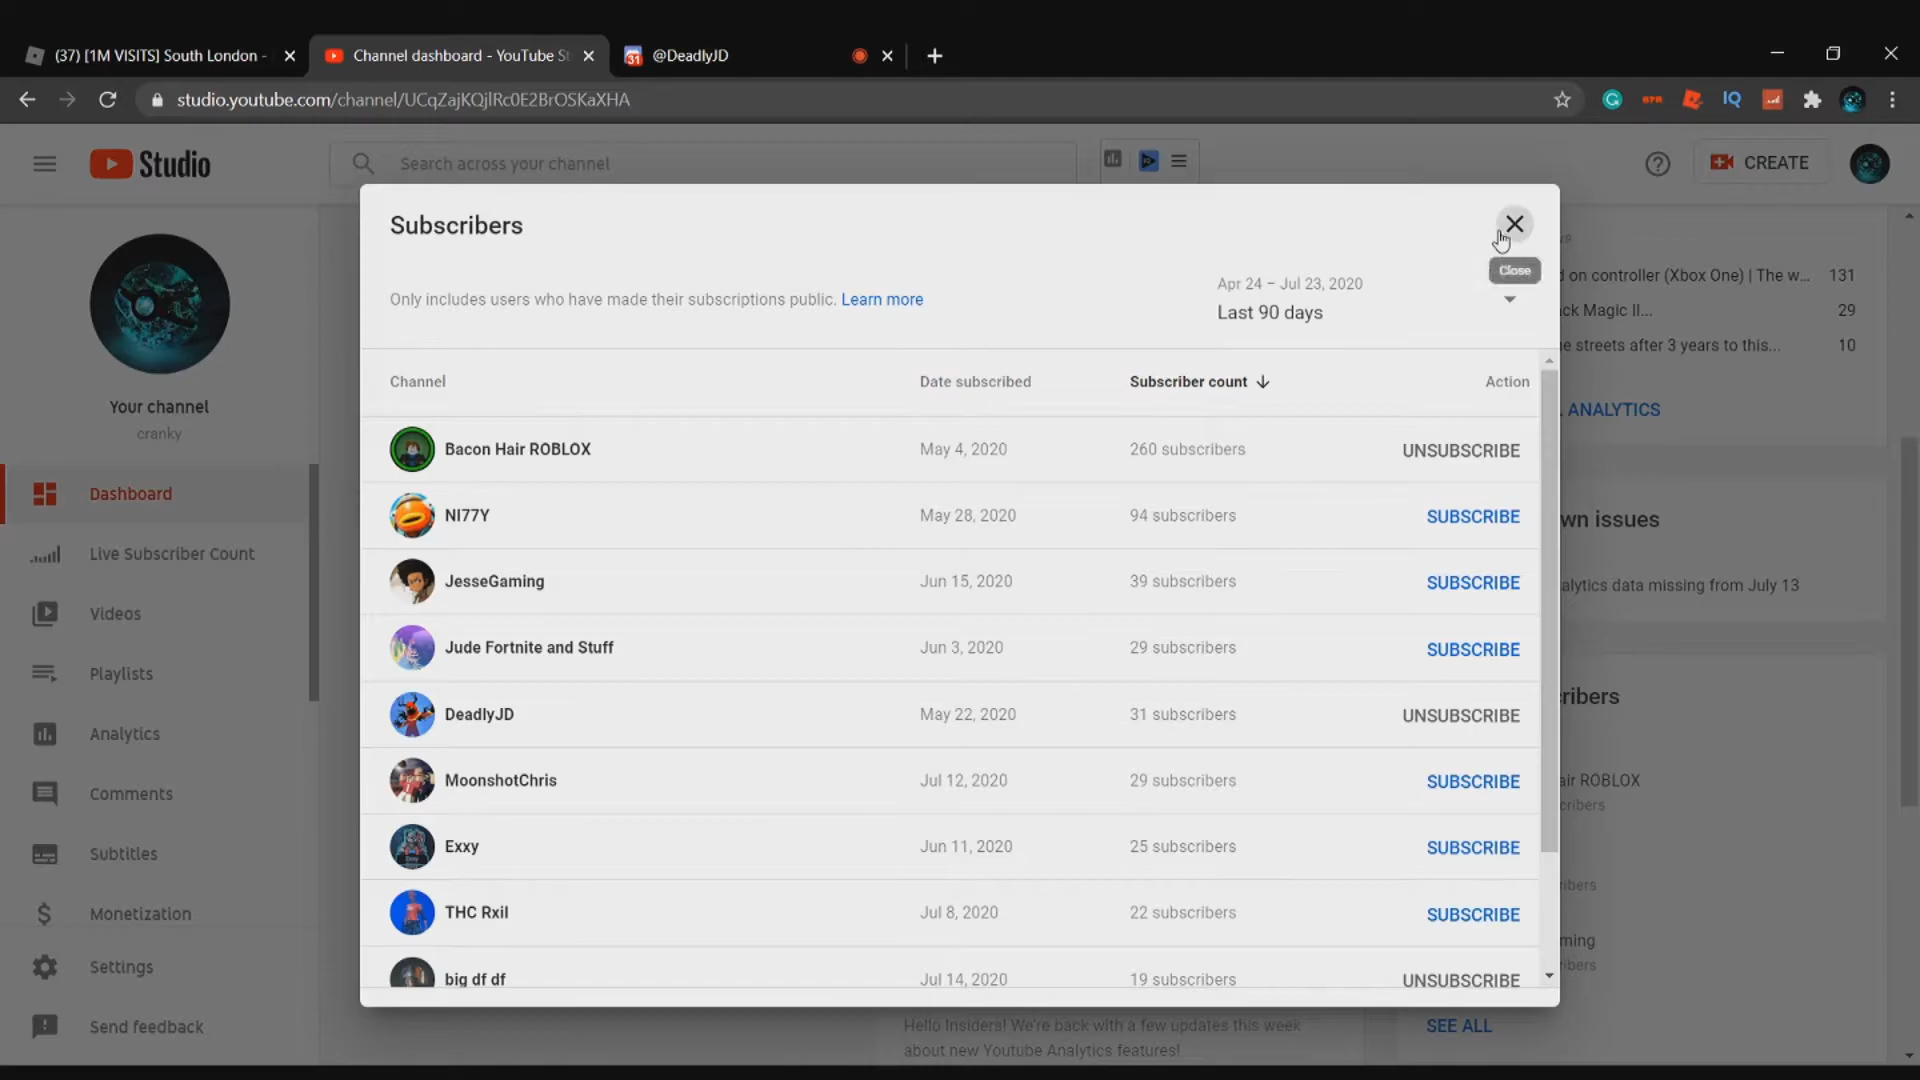 (37) [1M VISITS] South London -
Channel dashboard - YouTube St
31 @DeadlyJD
studio.youtube.com/channel/UCqZajKQjlRc0E2BrOSKaXHA
IQ
Studio
Search across your channel
CREATE
Subscribers
Close
Only includes users who have made their subscriptions public. Learn more
Apr 24 – Jul 23, 2020
Last 90 days
Channel Date subscribed Subscriber count Action
Bacon Hair ROBLOX May 4, 2020 260 subscribers UNSUBSCRIBE
NI77Y May 28, 2020 94 subscribers SUBSCRIBE
JesseGaming Jun 15, 2020 39 subscribers SUBSCRIBE
Jude Fortnite and Stuff Jun 3, 2020 29 subscribers SUBSCRIBE
DeadlyJD May 22, 2020 31 subscribers UNSUBSCRIBE
MoonshotChris Jul 12, 2020 29 subscribers SUBSCRIBE
Exxy Jun 11, 2020 25 subscribers SUBSCRIBE
THC Rxil Jul 8, 2020 22 subscribers SUBSCRIBE
big df df Jul 14, 2020 19 subscribers UNSUBSCRIBE
Your channel
cranky
Dashboard
Live Subscriber Count
Videos
Playlists
Analytics
Comments
Subtitles
Monetization
Settings
Send feedback
d on controller (Xbox One) | The w... 131
ck Magic II... 29
e streets after 3 years to this... 10
ANALYTICS
wn issues
alytics data missing from July 13
ribers
air ROBLOX
cribers
ribers
ming
ribers
SEE ALL
Hello Insiders! We're back with a few updates this week
about new Youtube Analytics features!